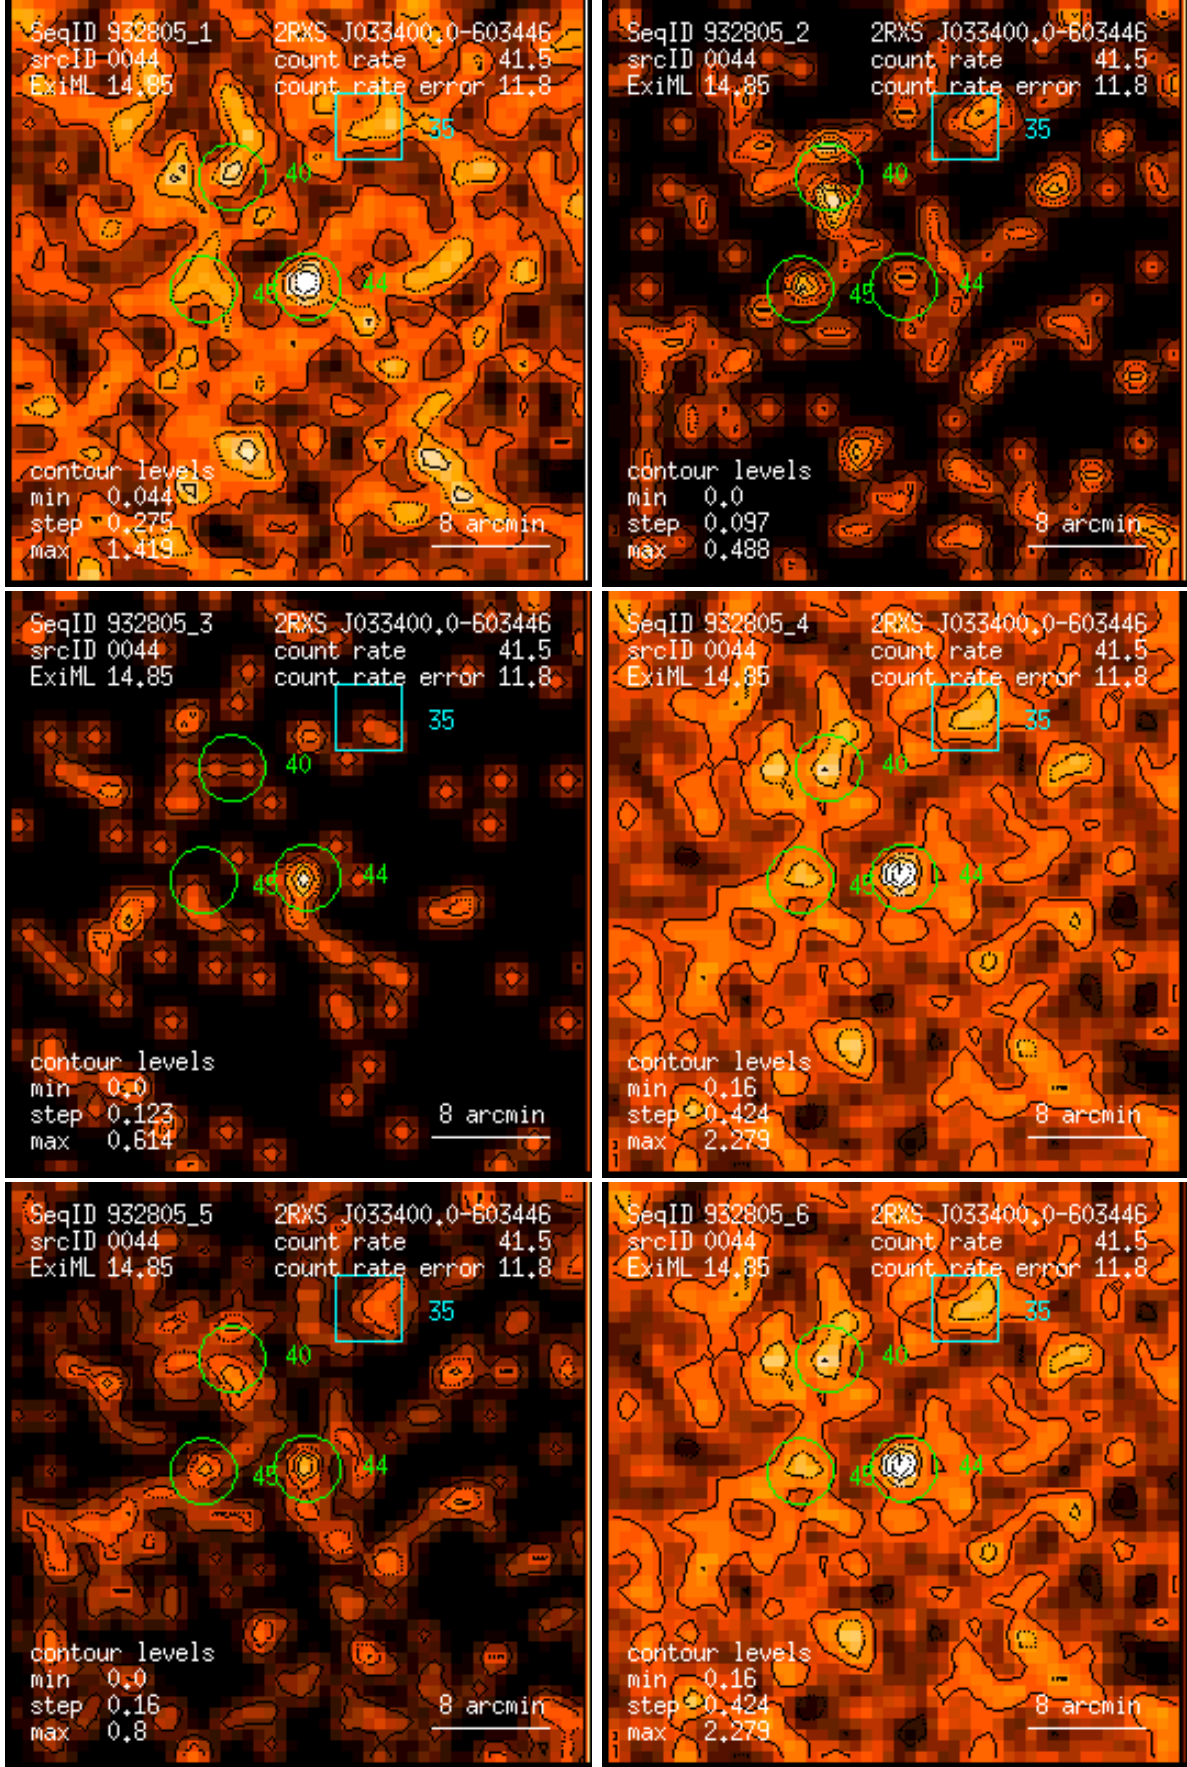 SeqID 932805_1 2RXS J033400.0-603446
srcID 0044 count rate 41.5
ExiML 14.85 count rate error 11.8
35
40
45 44
contour levels
min 0.044
step 0.275 8 arcmin
max 1.419
SeqID 932805_2 2RXS J033400.0-603446
srcID 0044 count rate 41.5
ExiML 14.85 count rate error 11.8
35
40
45 44
contour levels
min 0.0
step 0.097 8 arcmin
max 0.488
SeqID 932805_3 2RXS J033400.0-603446
srcID 0044 count rate 41.5
ExiML 14.85 count rate error 11.8
35
40
45 44
contour levels
min 0.0
step 0.123 8 arcmin
max 0.614
SeqID 932805_4 2RXS J033400.0-603446
srcID 0044 count rate 41.5
ExiML 14.85 count rate error 11.8
35
40
45 44
contour levels
min 0.16
step 0.424 8 arcmin
max 2.279
SeqID 932805_5 2RXS J033400.0-603446
srcID 0044 count rate 41.5
ExiML 14.85 count rate error 11.8
35
40
45 44
contour levels
min 0.0
step 0.16 8 arcmin
max 0.8
SeqID 932805_6 2RXS J033400.0-603446
srcID 0044 count rate 41.5
ExiML 14.85 count rate error 11.8
35
40
45 44
contour levels
min 0.16
step 0.424 8 arcmin
max 2.279